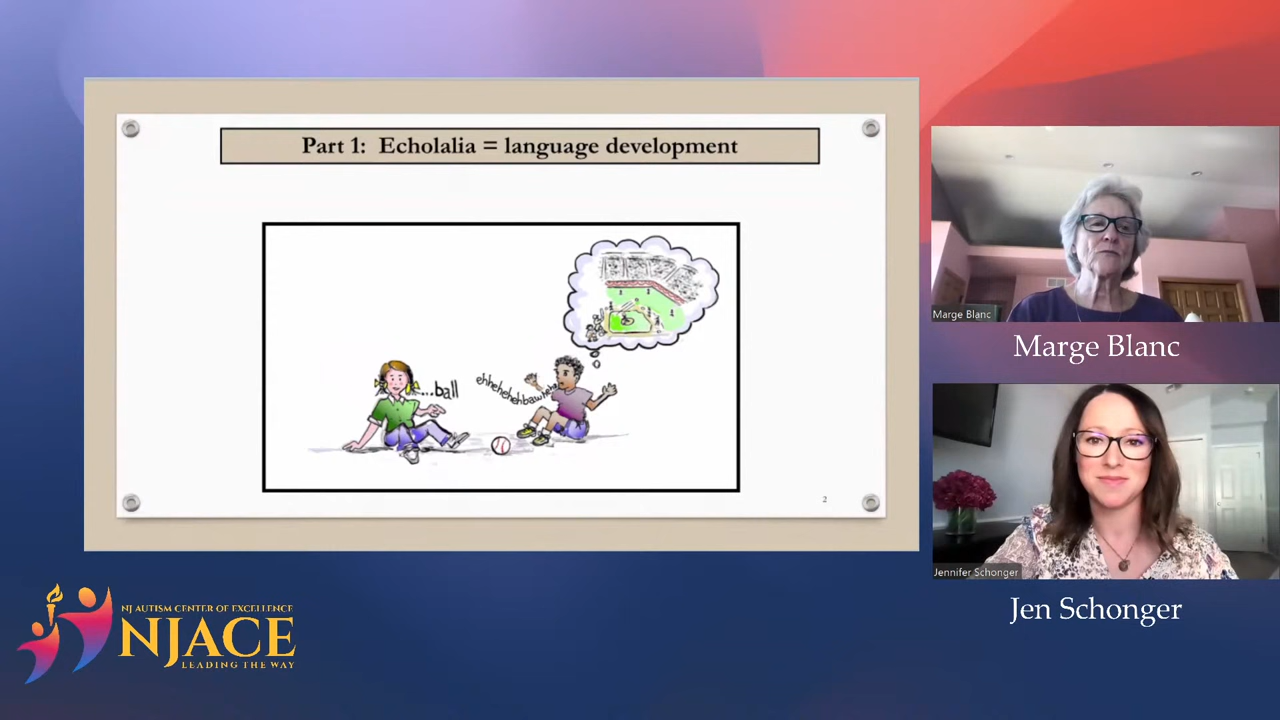 Part 1:  Echolalia = language development
...ball
ehhehehehbawhehe
2
Marge Blanc
Marge Blanc
Jennifer Schonger
Jen Schonger
NJ AUTISM CENTER OF EXCELLENCE
NJACE
LEADING THE WAY